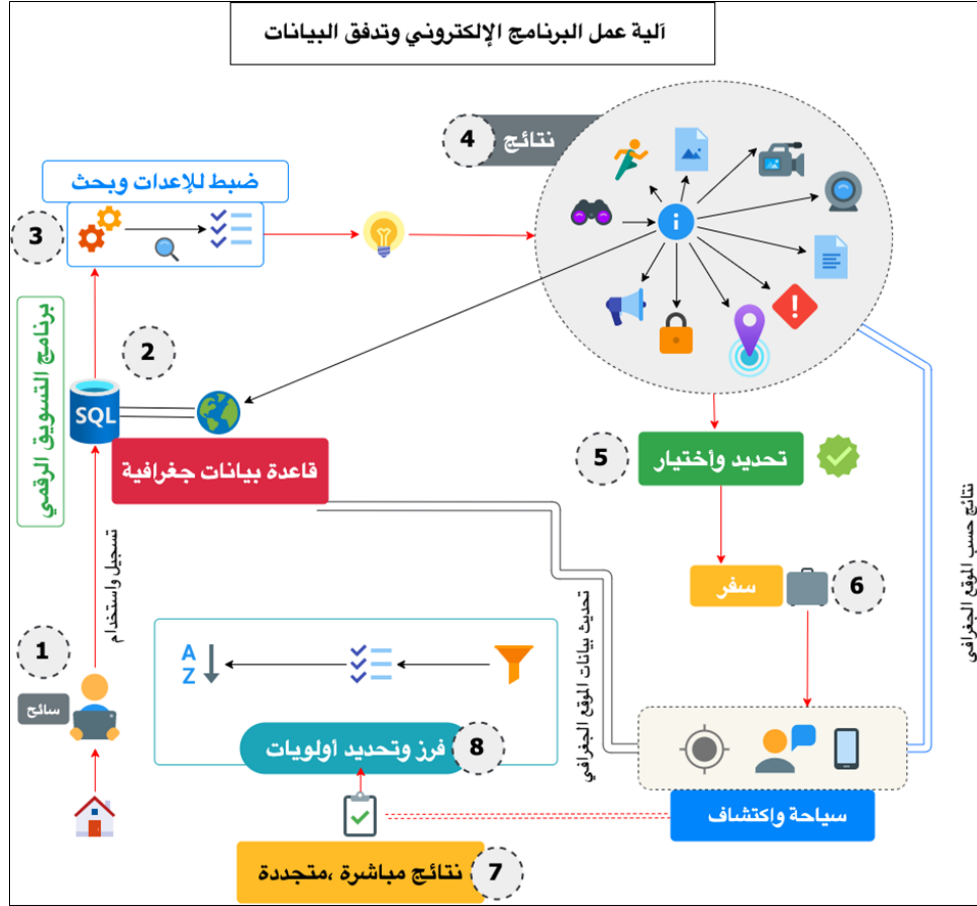 آلية عمل البرنامج الإلكتروني وتدفق البيانات
4
نتائج
ضبط للإعدات وبحث
3
2
برنامج التسويق الرقمي
SQL
قاعدة بيانات جغرافية
5
تحديد وأختيار
نتائج حسب الموقع الجغرافي
تسجيل واستخدام
سفر
6
تحديث بيانات الموقع الجغرافي
1
سائح
A
Z
فرز وتحديد أولويات
8
سياحة واكتشاف
نتائج مباشرة ،متجددة
7